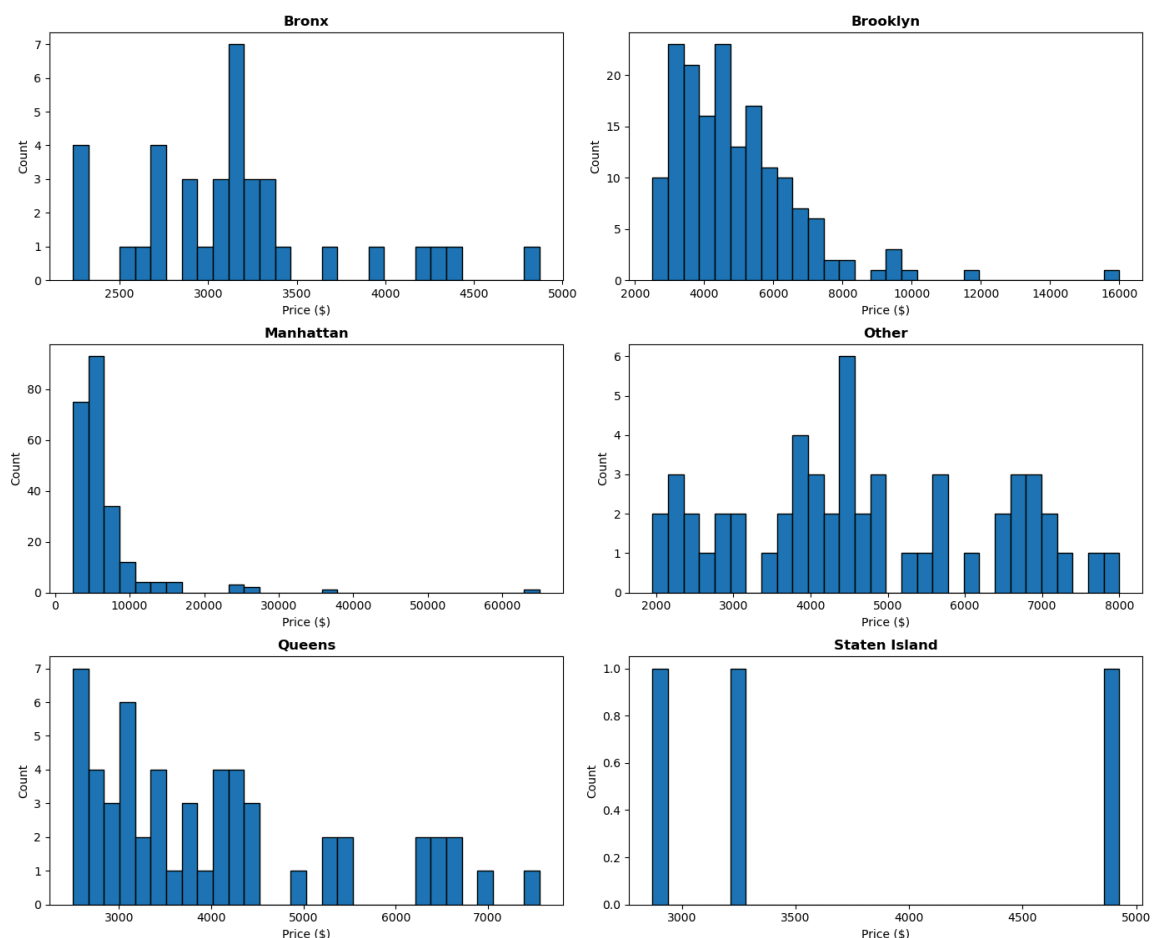 Bronx
7
6
5
4
3
2
1
0
Count
2500 3000 3500 4000 4500 5000
Price ($)
Brooklyn
20
15
10
5
0
Count
2000 4000 6000 8000 10000 12000 14000 16000
Price ($)
Manhattan
80
60
40
20
0
Count
0 10000 20000 30000 40000 50000 60000
Price ($)
Other
6
5
4
3
2
1
0
Count
2000 3000 4000 5000 6000 7000 8000
Price ($)
Queens
7
6
5
4
3
2
1
0
Count
3000 4000 5000 6000 7000
Price ($)
Staten Island
1.0
0.8
0.6
0.4
0.2
0.0
Count
3000 3500 4000 4500 5000
Price ($)